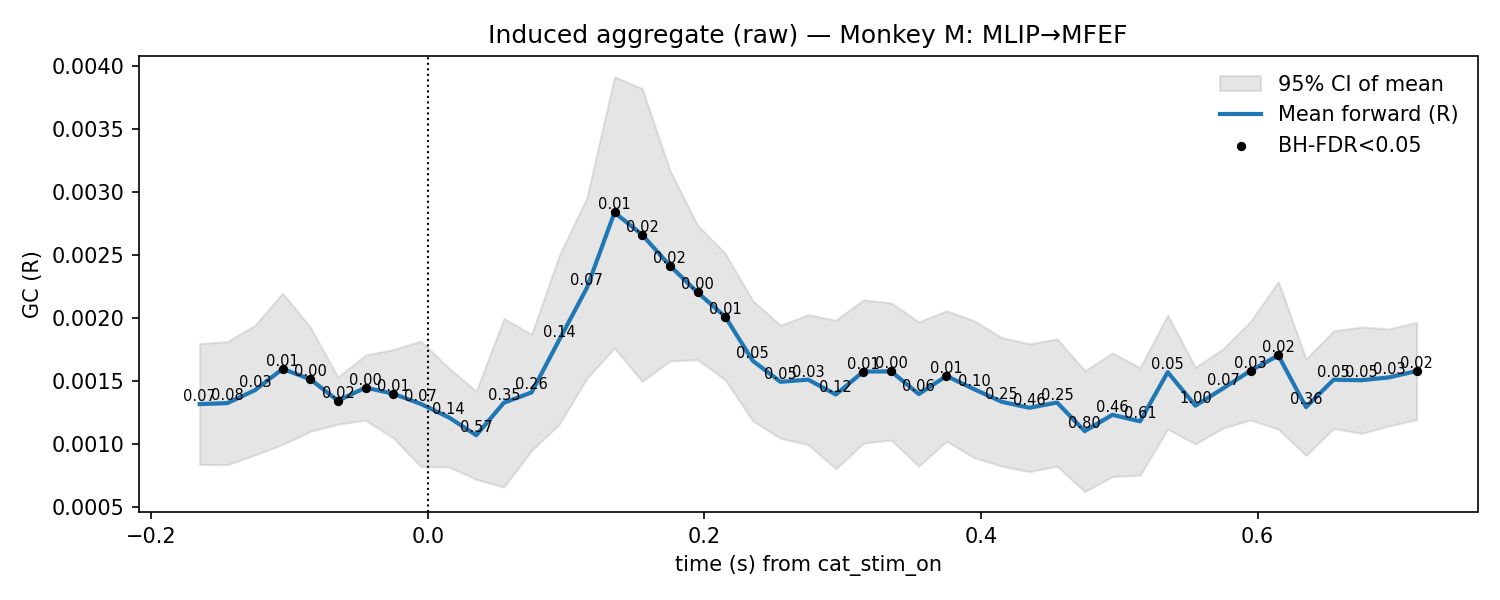 Induced aggregate (raw) — Monkey M: MLIP→MFEF
0.0040
0.0035
0.0030
0.0025
0.0020
0.0015
0.0010
0.0005
GC (R)
95% CI of mean
Mean forward (R)
BH-FDR<0.05
0.07 0.08 0.03 0.01 0.00 0.02 0.00 0.01 0.07 0.14 0.57 0.35 0.26 0.14 0.07 0.01 0.02 0.02 0.00 0.01 0.05 0.05 0.03 0.12 0.01 0.00 0.06 0.01 0.10 0.25 0.46 0.25 0.80 0.46 0.61 0.05 1.00 0.07 0.03 0.02 0.36 0.05 0.05 0.03 0.02
−0.2 0.0 0.2 0.4 0.6
time (s) from cat_stim_on